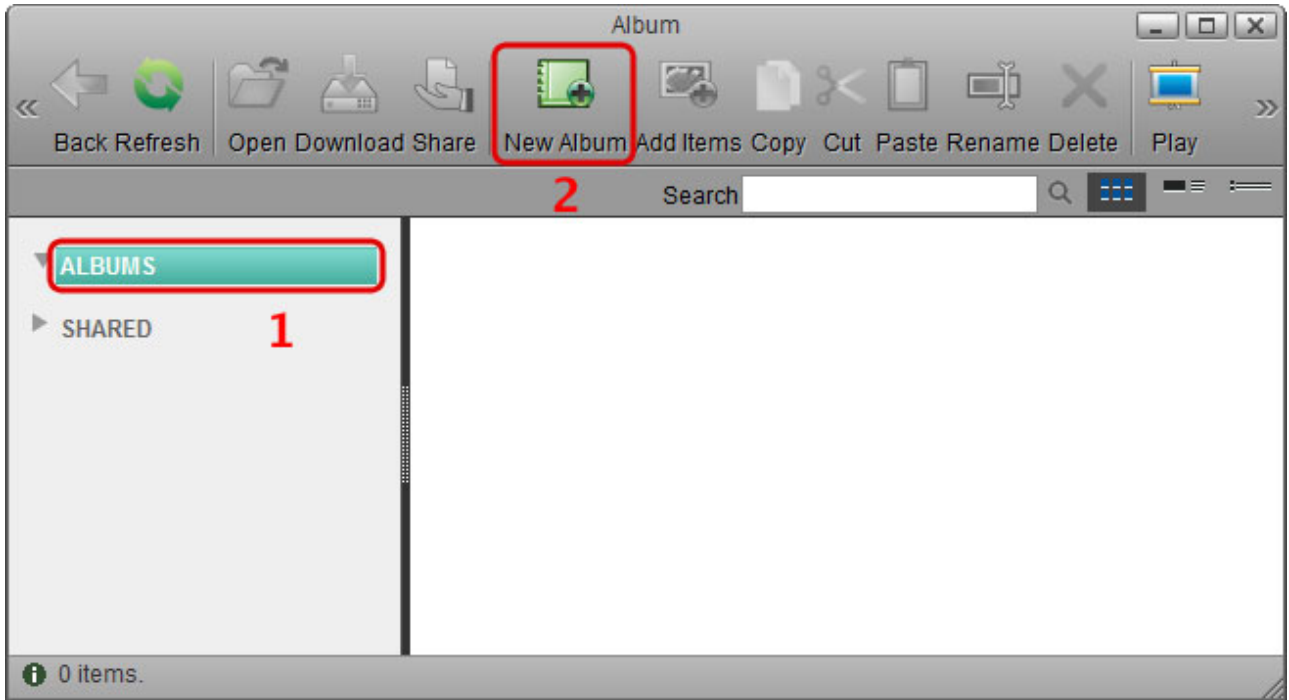 Album
Back Refresh Open Download Share New Album Add Items Copy Cut Paste Rename Delete Play
2
Search
ALBUMS
SHARED
1
0 items.